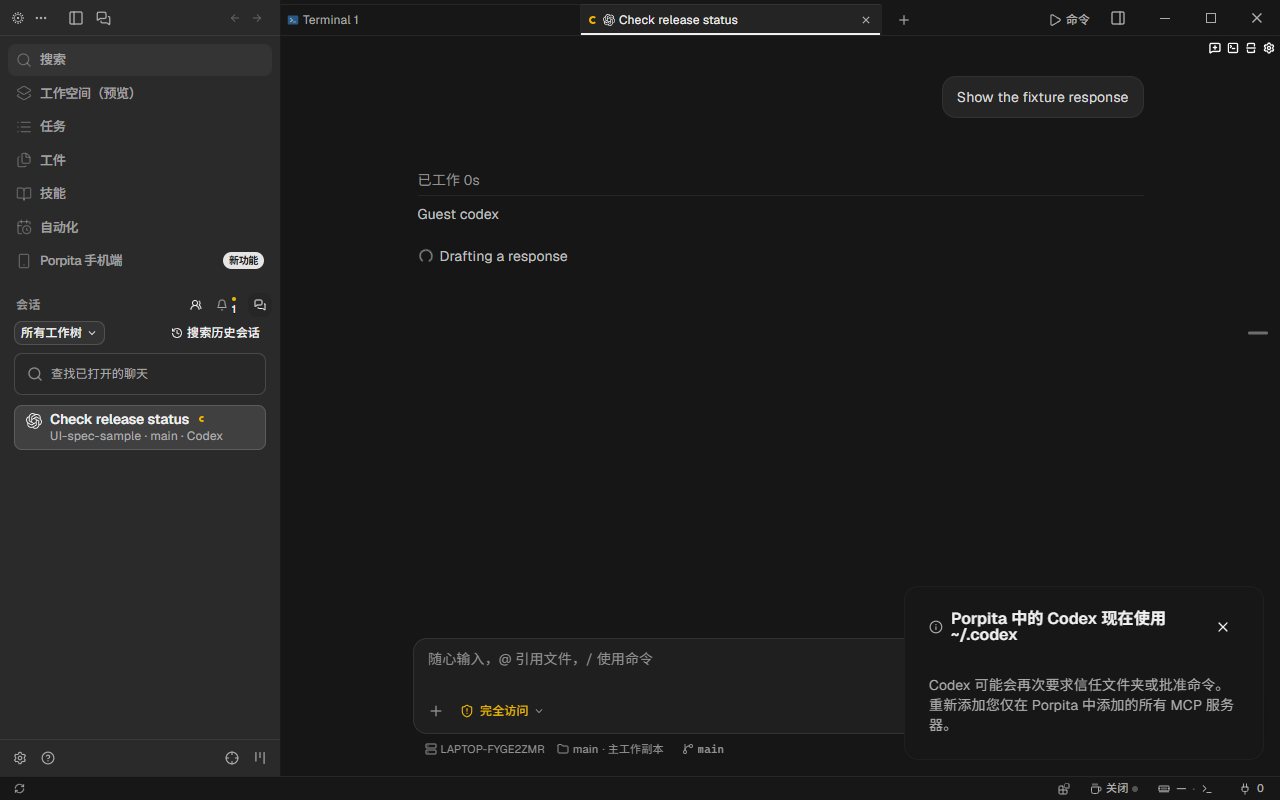 Terminal 1
Check release status
命令
搜索
工作空间（预览）
任务
工件
技能
自动化
Porpita 手机端
新功能
会话
1
所有工作树
搜索历史会话
查找已打开的聊天
Check release status
UI-spec-sample · main · Codex
Show the fixture response
已工作 0s
Guest codex
Drafting a response
随心输入，@ 引用文件，/ 使用命令
完全访问
LAPTOP-FYGE2ZMR
main · 主工作副本
main
Porpita 中的 Codex 现在使用
~/.codex
Codex 可能会再次要求信任文件夹或批准命令。
重新添加您仅在 Porpita 中添加的所有 MCP 服务
器。
关闭
0